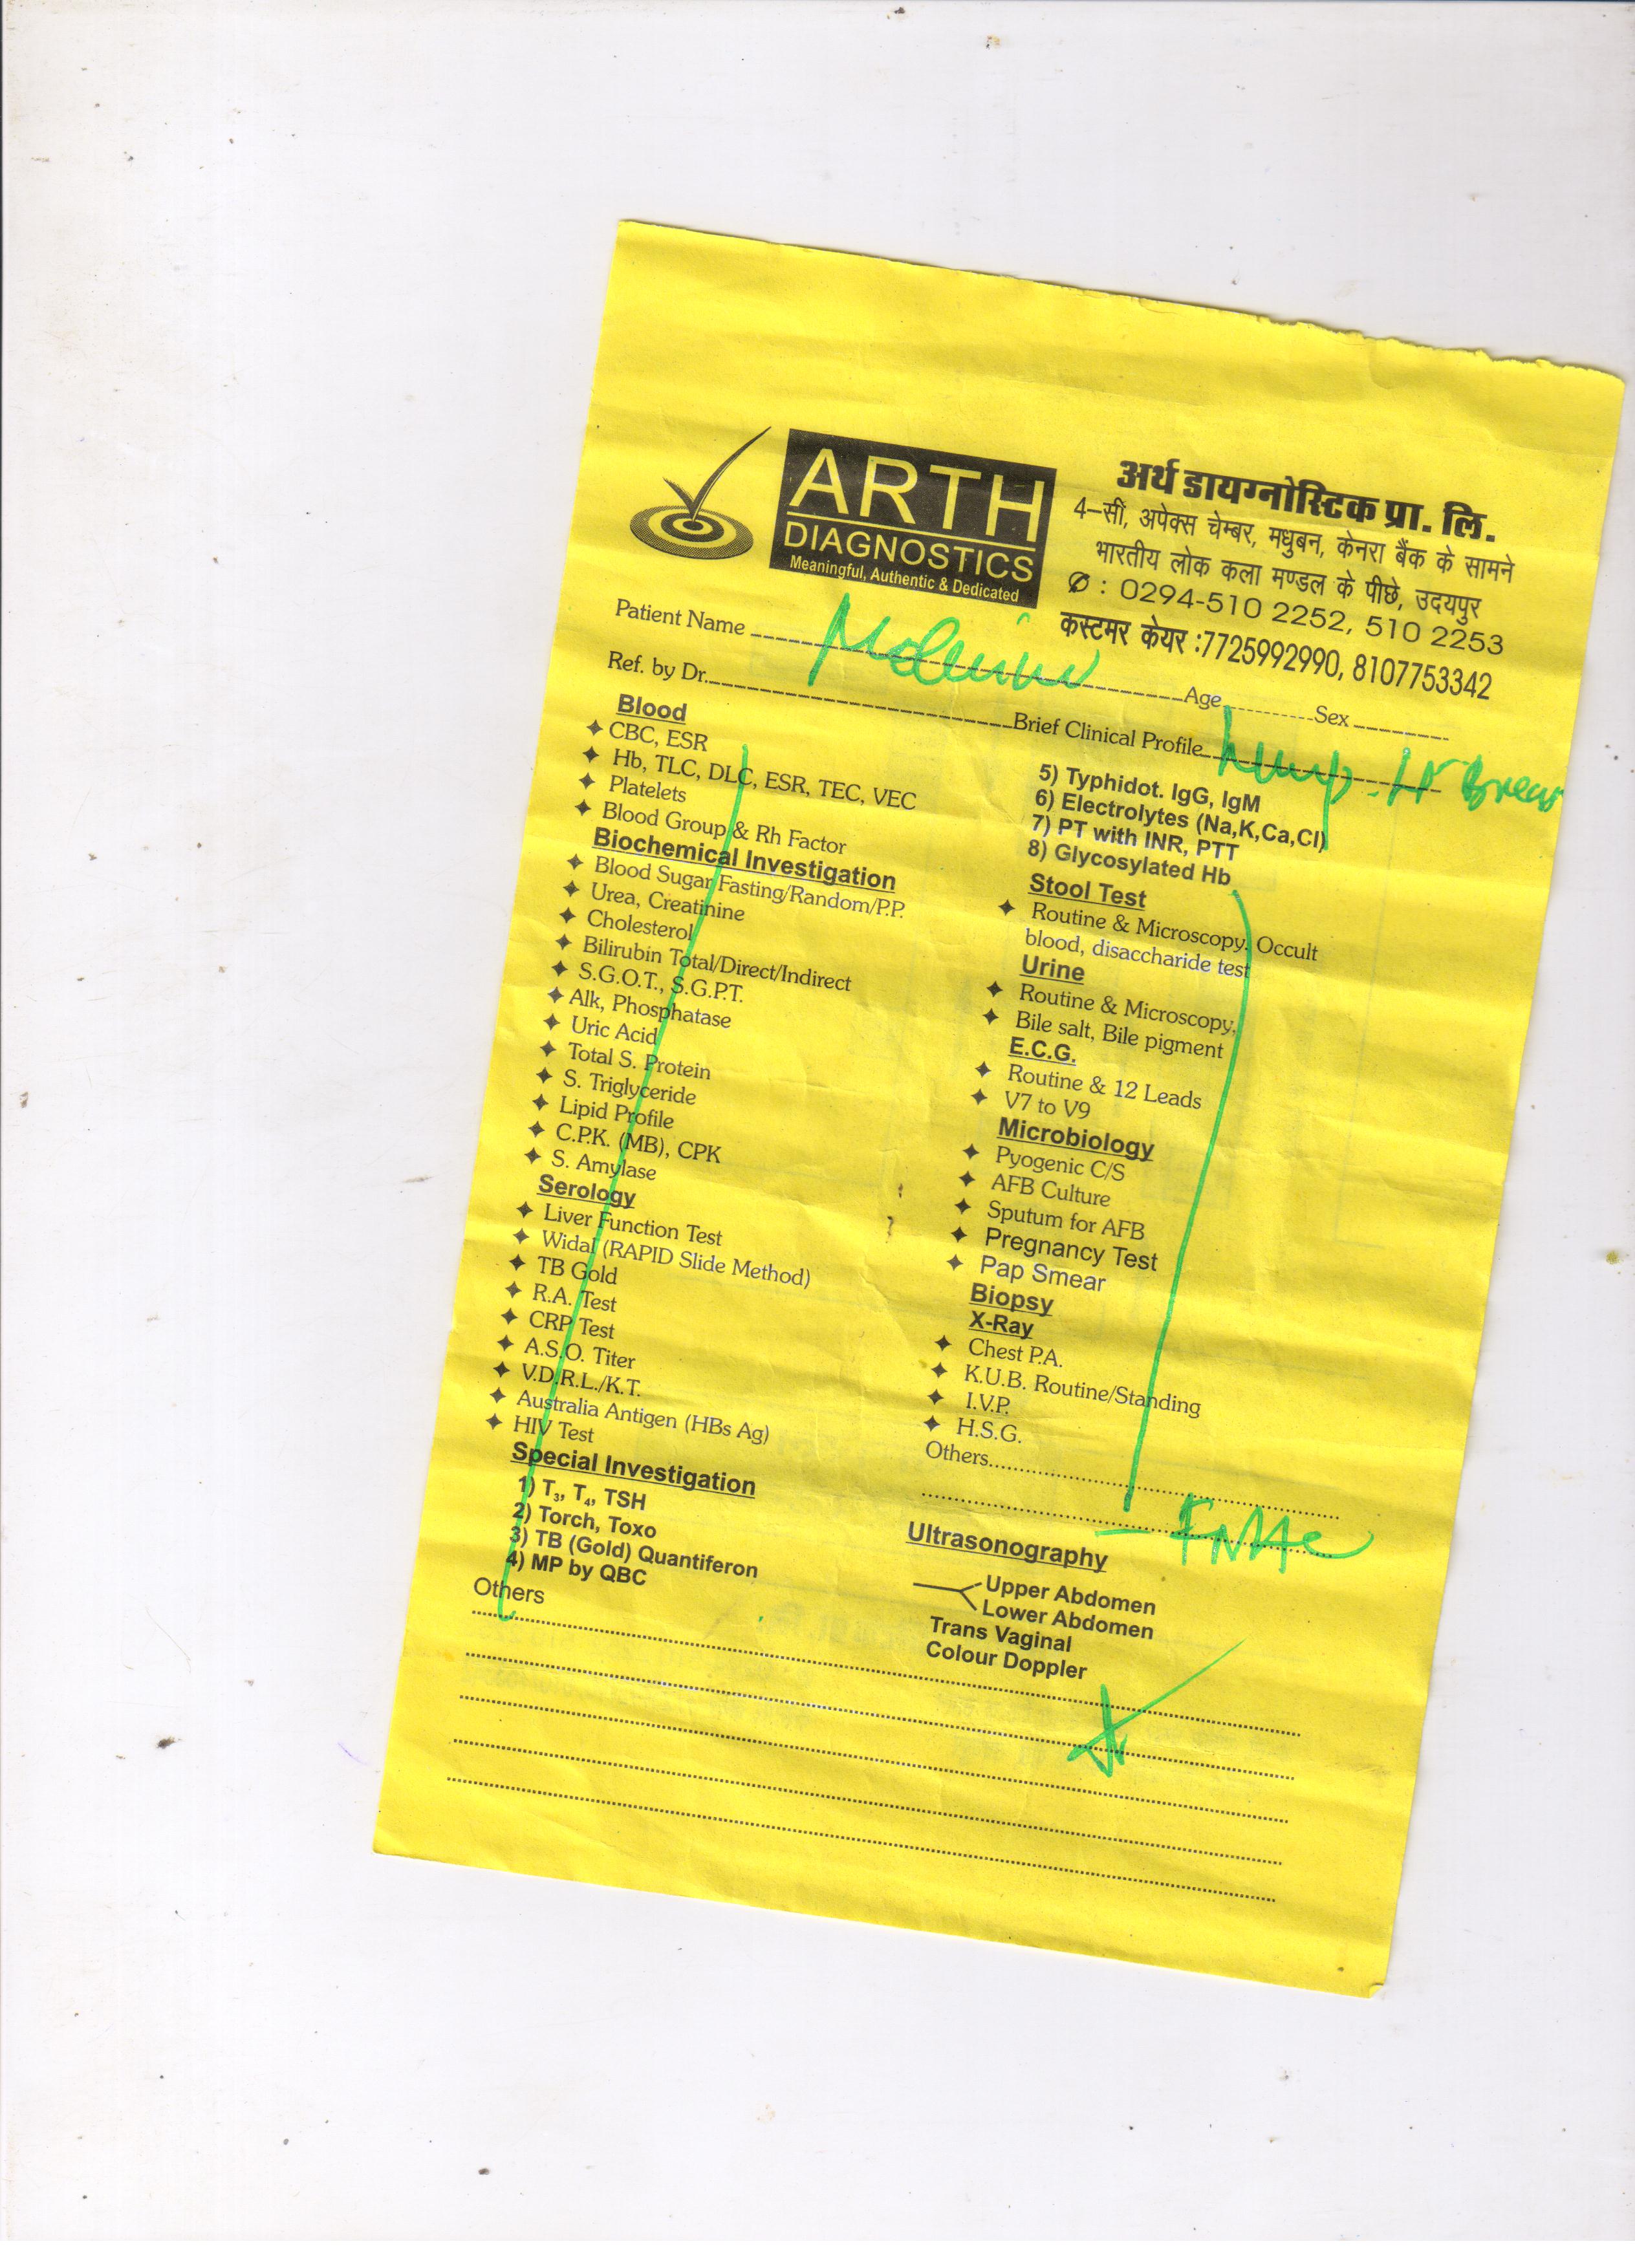 ARTH
DIAGNOSTICS
Meaningful, Authentic & Dedicated
अर्थ डायग्नोस्टिक प्रा. लि.
4–सी, अपेक्स चेम्बर, मधुबन, केनरा बैंक के सामने
भारतीय लोक कला मण्डल के पीछे, उदयपुर
: 0294-510 2252, 510 2253
कस्टमर केयर :7725992990, 8107753342
Patient Name Age Sex
Ref. by Dr. Brief Clinical Profile Lump
Blood
CBC, ESR
Hb, TLC, DLC, ESR, TEC, VEC
Platelets
Blood Group & Rh Factor
Biochemical Investigation
Blood Sugar Fasting/Random/P.P.
Urea, Creatinine
Cholesterol
Bilirubin Total/Direct/Indirect
S.G.O.T., S.G.P.T.
Alk, Phosphatase
Uric Acid
Total S. Protein
S. Triglyceride
Lipid Profile
C.P.K. (MB), CPK
S. Amylase
Serology
Liver Function Test
Widal (RAPID Slide Method)
TB Gold
R.A. Test
CRP Test
A.S.O. Titer
V.D.R.L./K.T.
Australia Antigen (HBs Ag)
HIV Test
Special Investigation
1) T₃, T₄, TSH
2) Torch, Toxo
3) TB (Gold) Quantiferon
4) MP by QBC
Others
5) Typhidot. IgG, IgM
6) Electrolytes (Na,K,Ca,Cl)
7) PT with INR, PTT
8) Glycosylated Hb
Stool Test
Routine & Microscopy, Occult
blood, disaccharide test
Urine
Routine & Microscopy,
Bile salt, Bile pigment
E.C.G.
Routine & 12 Leads
V7 to V9
Microbiology
Pyogenic C/S
AFB Culture
Sputum for AFB
Pregnancy Test
Pap Smear
Biopsy
X-Ray
Chest P.A.
K.U.B. Routine/Standing
I.V.P.
H.S.G.
Others
FNAC
Ultrasonography
Upper Abdomen
Lower Abdomen
Trans Vaginal
Colour Doppler